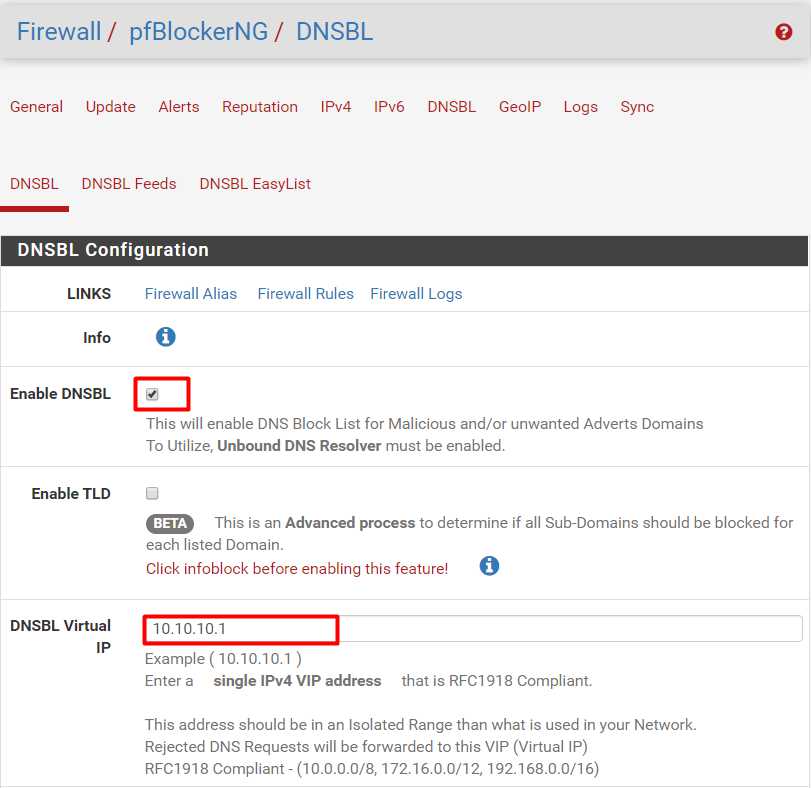 Firewall / pfBlockerNG / DNSBL
General Update Alerts Reputation IPv4 IPv6 DNSBL GeoIP Logs Sync
DNSBL DNSBL Feeds DNSBL EasyList
DNSBL Configuration
LINKS Firewall Alias Firewall Rules Firewall Logs
Info
Enable DNSBL
This will enable DNS Block List for Malicious and/or unwanted Adverts Domains
To Utilize, Unbound DNS Resolver must be enabled.
Enable TLD
BETA This is an Advanced process to determine if all Sub-Domains should be blocked for
each listed Domain.
Click infoblock before enabling this feature!
DNSBL Virtual
IP
10.10.10.1
Example ( 10.10.10.1 )
Enter a single IPv4 VIP address that is RFC1918 Compliant.
This address should be in an Isolated Range than what is used in your Network.
Rejected DNS Requests will be forwarded to this VIP (Virtual IP)
RFC1918 Compliant - (10.0.0.0/8, 172.16.0.0/12, 192.168.0.0/16)